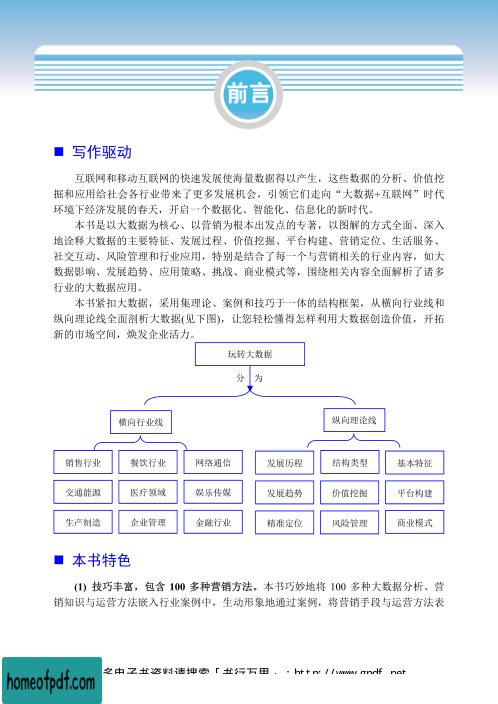 前言
■ 写作驱动
互联网和移动互联网的快速发展使海量数据得以产生，这些数据的分析、价值挖
掘和应用给社会各行业带来了更多发展机会，引领它们走向“大数据+互联网”时代
环境下经济发展的春天，开启一个数据化、智能化、信息化的新时代。
本书是以大数据为核心、以营销为根本出发点的专著，以图解的方式全面、深入
地诠释大数据的主要特征、发展过程、价值挖掘、平台构建、营销定位、生活服务、
社交互动、风险管理和行业应用，特别是结合了每一个与营销相关的行业内容，如大
数据影响、发展趋势、应用策略、挑战、商业模式等，围绕相关内容全面解析了诸多
行业的大数据应用。
本书紧扣大数据，采用集理论、案例和技巧于一体的结构框架，从横向行业线和
纵向理论线全面剖析大数据(见下图)，让您轻松懂得怎样利用大数据创造价值，开拓
新的市场空间，焕发企业活力。
玩转大数据
分 为
横向行业线 纵向理论线
销售行业 餐饮行业 网络通信 发展历程 结构类型 基本特征
交通能源 医疗领域 娱乐传媒 发展趋势 价值挖掘 平台构建
生产制造 企业管理 金融行业 精准定位 风险管理 商业模式
■ 本书特色
(1) 技巧丰富，包含 100 多种营销方法。本书巧妙地将 100 多种大数据分析、营
销知识与运营方法嵌入行业案例中，生动形象地通过案例，将营销手段与运营方法表
多电子书资料请搜索「书行万里
homeofpdf.com